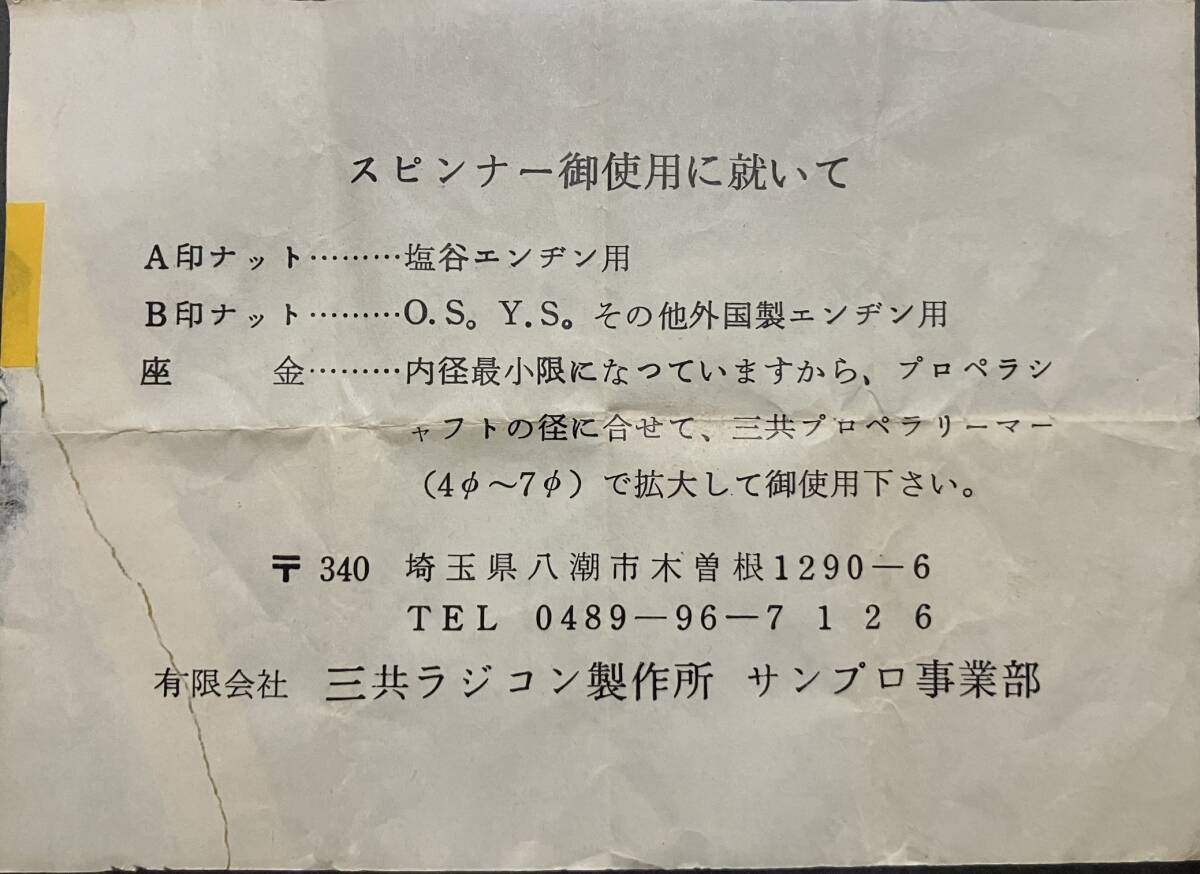 スピンナー御使用に就いて
A印ナット………塩谷エンヂン用
B印ナット………O.S。Y.S。その他外国製エンヂン用
座　　　金………内径最小限になつていますから、プロペラシ
ャフトの径に合せて、三共プロペラリーマー
（4φ〜7φ）で拡大して御使用下さい。
〒340　埼玉県八潮市木曽根1290－6
TEL　0489－96－7126
有限会社　三共ラジコン製作所　サンプロ事業部